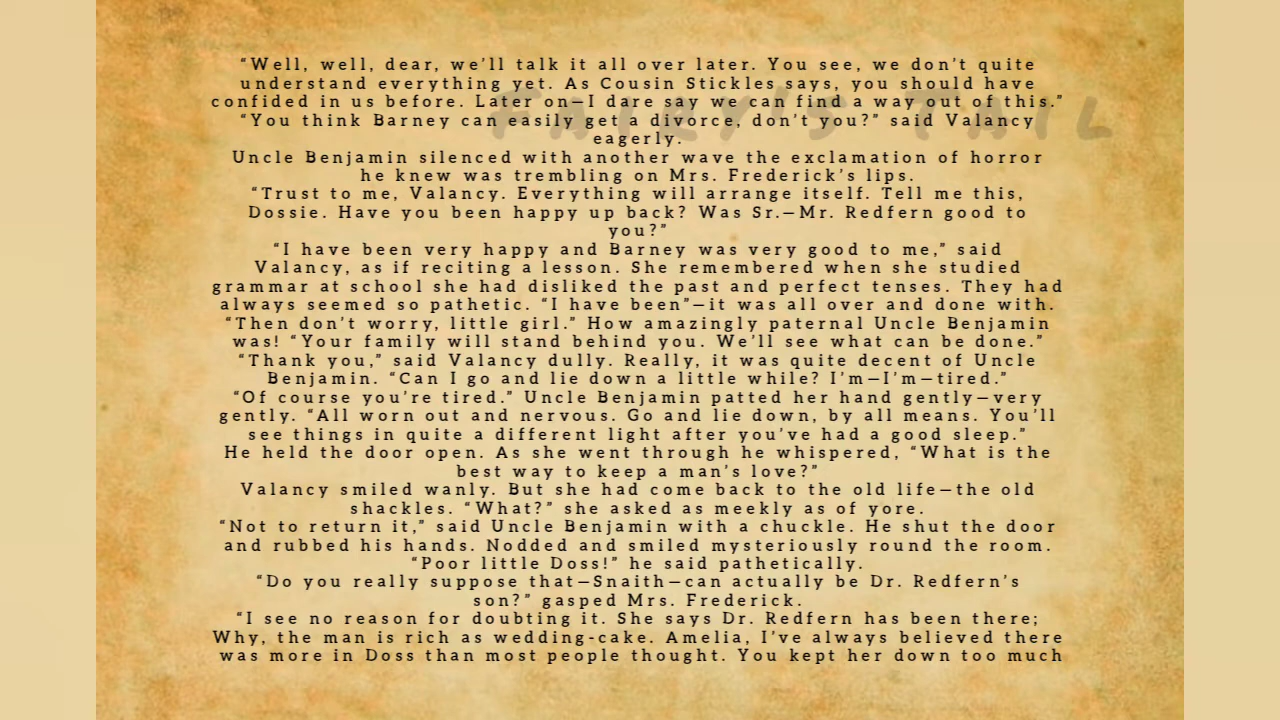 “Well, well, dear, we’ll talk it all over later. You see, we don’t quite
understand everything yet. As Cousin Stickles says, you should have
confided in us before. Later on—I dare say we can find a way out of this.”
“You think Barney can easily get a divorce, don’t you?” said Valancy
eagerly.
FAIRY'S TAIL
Uncle Benjamin silenced with another wave the exclamation of horror
he knew was trembling on Mrs. Frederick’s lips.
“Trust to me, Valancy. Everything will arrange itself. Tell me this,
Dossie. Have you been happy up back? Was Sr.—Mr. Redfern good to
you?”
“I have been very happy and Barney was very good to me,” said
Valancy, as if reciting a lesson. She remembered when she studied
grammar at school she had disliked the past and perfect tenses. They had
always seemed so pathetic. “I have been”—it was all over and done with.
“Then don’t worry, little girl.” How amazingly paternal Uncle Benjamin
was! “Your family will stand behind you. We’ll see what can be done.”
“Thank you,” said Valancy dully. Really, it was quite decent of Uncle
Benjamin. “Can I go and lie down a little while? I’m—I’m—tired.”
“Of course you’re tired.” Uncle Benjamin patted her hand gently—very
gently. “All worn out and nervous. Go and lie down, by all means. You’ll
see things in quite a different light after you’ve had a good sleep.”
He held the door open. As she went through he whispered, “What is the
best way to keep a man’s love?”
Valancy smiled wanly. But she had come back to the old life—the old
shackles. “What?” she asked as meekly as of yore.
“Not to return it,” said Uncle Benjamin with a chuckle. He shut the door
and rubbed his hands. Nodded and smiled mysteriously round the room.
“Poor little Doss!” he said pathetically.
“Do you really suppose that—Snaith—can actually be Dr. Redfern’s
son?” gasped Mrs. Frederick.
“I see no reason for doubting it. She says Dr. Redfern has been there;
Why, the man is rich as wedding-cake. Amelia, I’ve always believed there
was more in Doss than most people thought. You kept her down too much